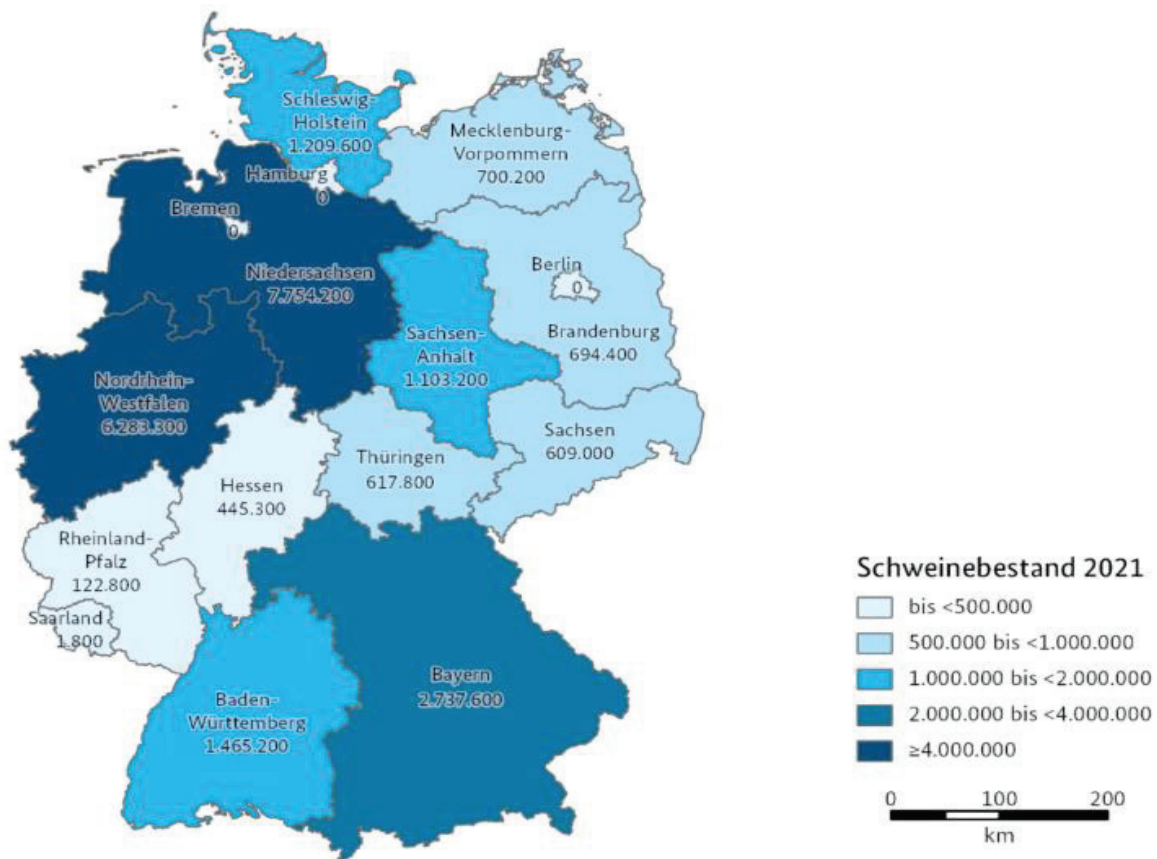 Schleswig-
Holstein
1.209.600
Mecklenburg-
Vorpommern
700.200
Hamburg
0
Bremen
0
Niedersachsen
7.754.200
Berlin
0
Brandenburg
694.400
Sachsen-
Anhalt
1.103.200
Nordrhein-
Westfalen
6.283.300
Sachsen
609.000
Thüringen
617.800
Hessen
445.300
Rheinland-
Pfalz
122.800
Saarland
1.800
Bayern
2.737.600
Baden-
Württemberg
1.465.200
Schweinebestand 2021
bis <500.000
500.000 bis <1.000.000
1.000.000 bis <2.000.000
2.000.000 bis <4.000.000
≥4.000.000
0 100 200
km